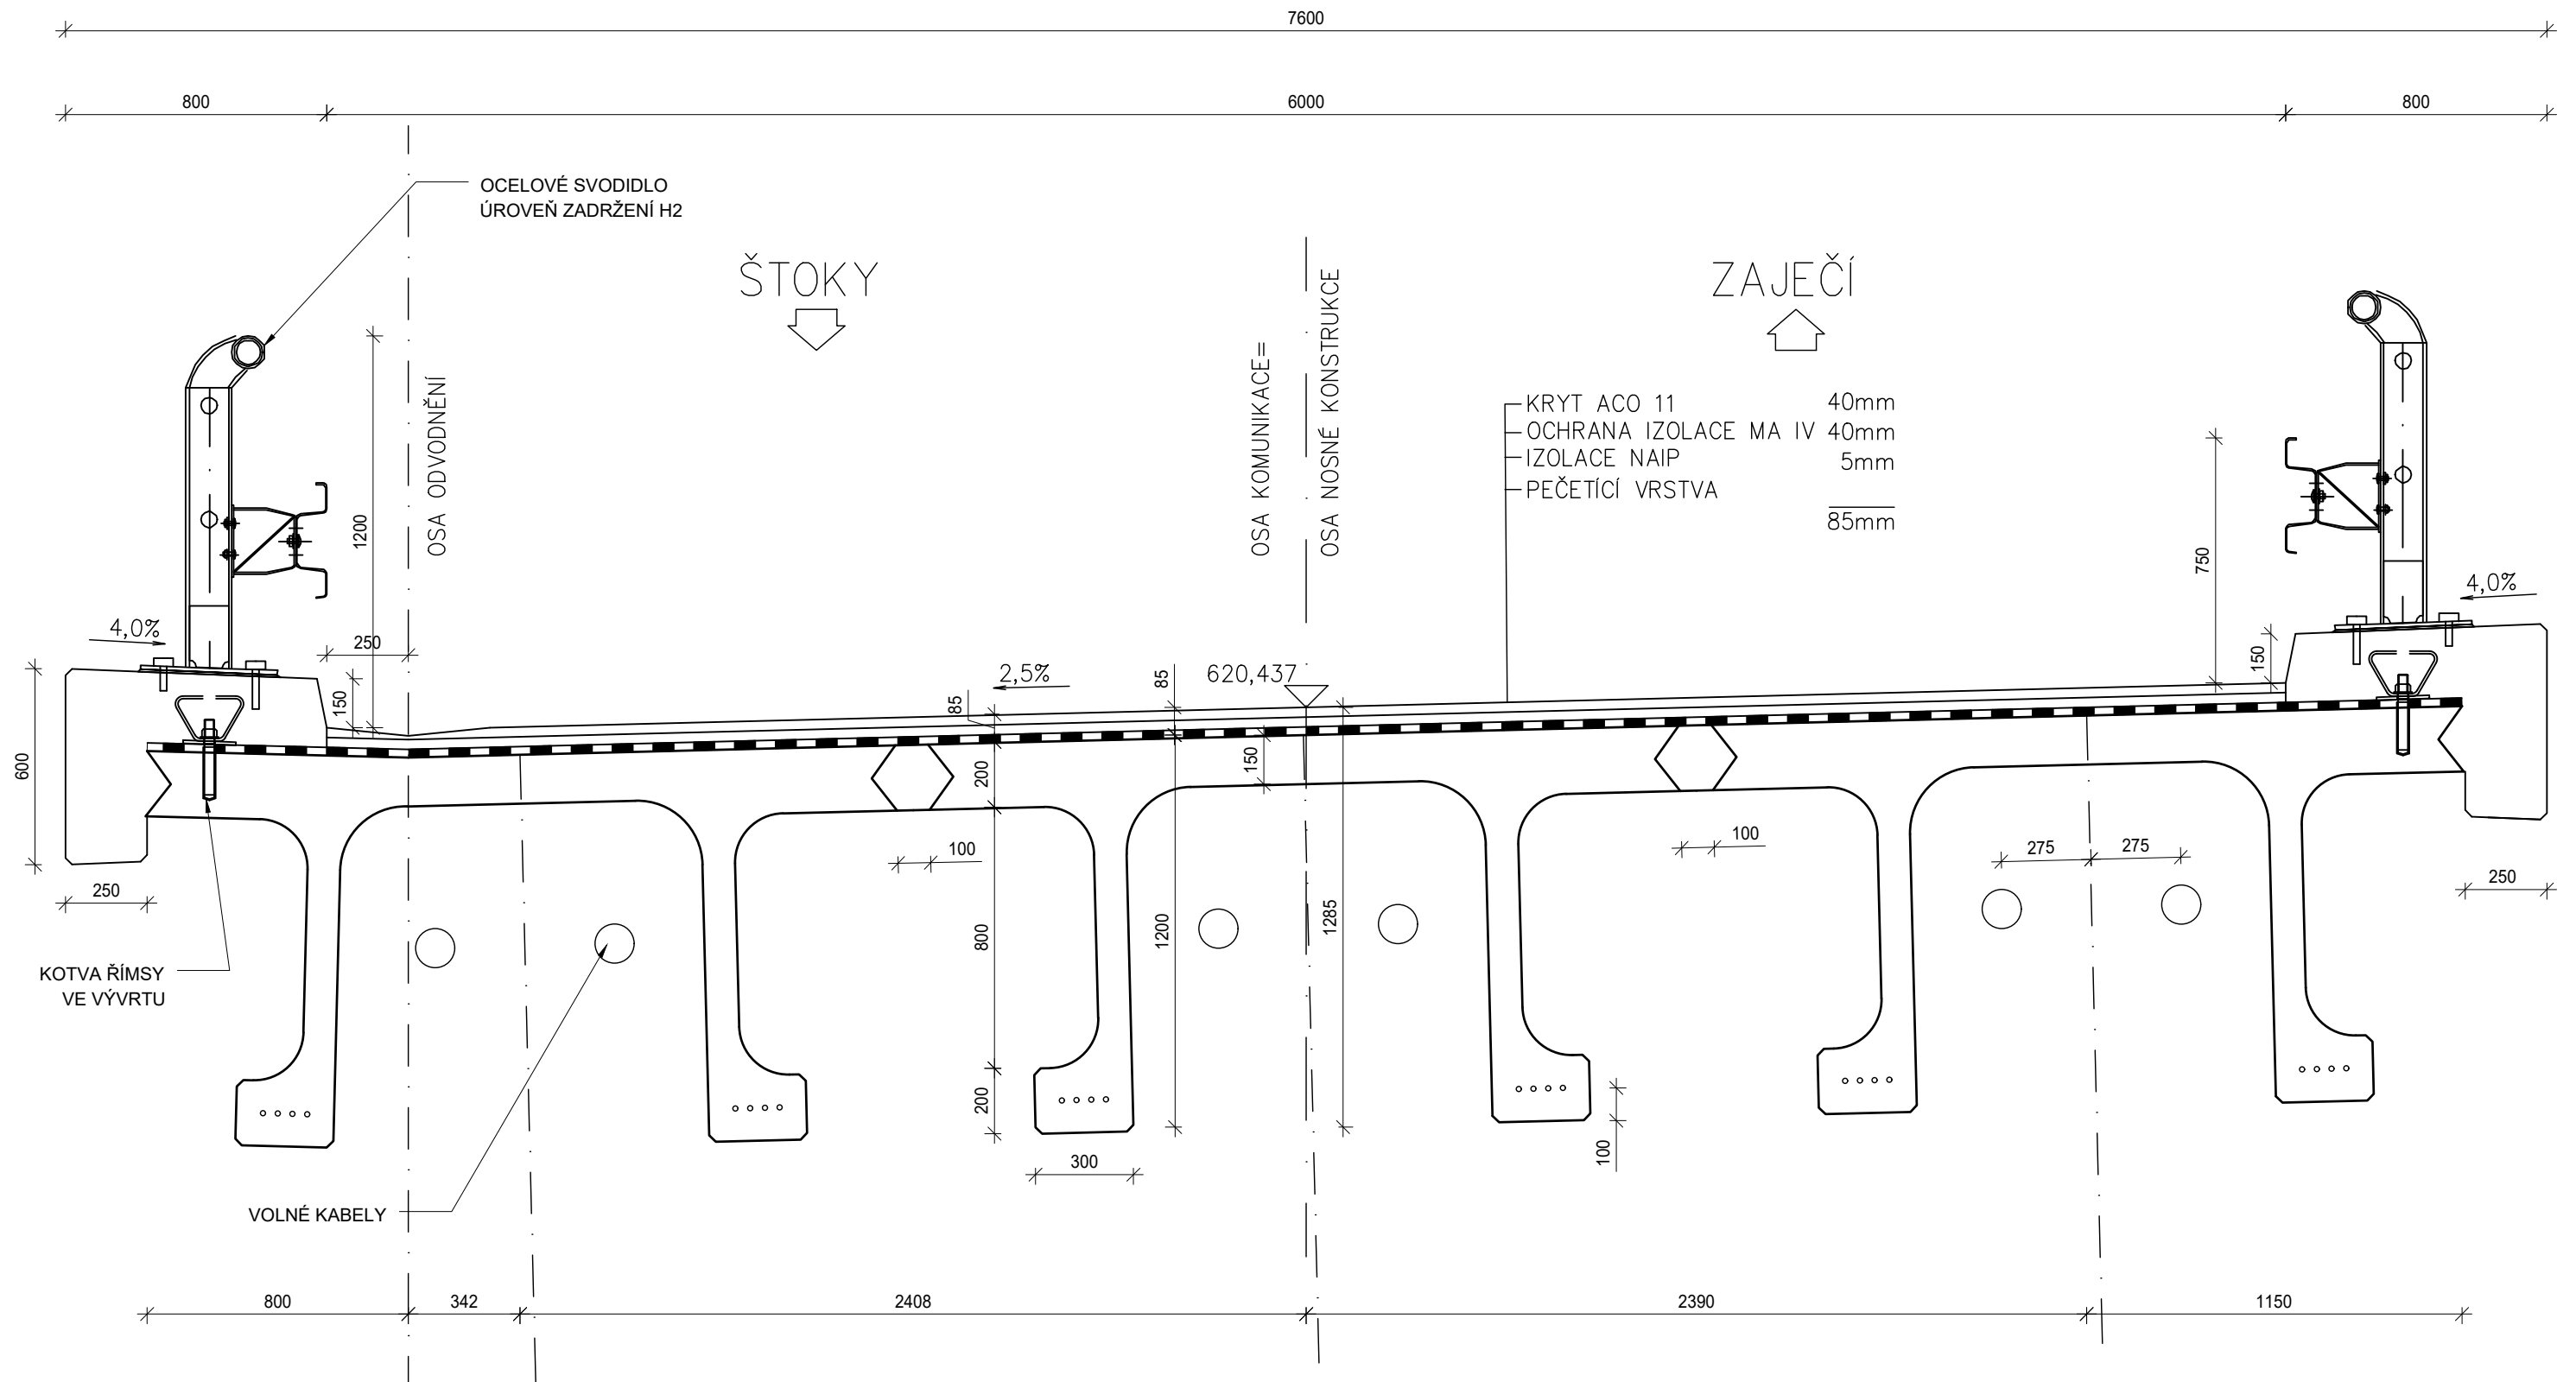 7600
800
6000
800
OCELOVÉ SVODIDLO
ÚROVEŇ ZADRŽENÍ H2
ŠTOKY
ZAJEČÍ
OSA ODVODNĚNÍ
OSA KOMUNIKACE=
OSA NOSNÉ KONSTRUKCE
KRYT ACO 11 40mm
OCHRANA IZOLACE MA IV 40mm
IZOLACE NAIP 5mm
PEČETÍCÍ VRSTVA
85mm
1200
750
4,0%
4,0%
250
150
150
2,5%
85
85
620,437
600
200
150
100
100
275
275
250
250
800
1200
1285
KOTVA ŘÍMSY
VE VÝVRTU
200
100
300
VOLNÉ KABELY
800
342
2408
2390
1150